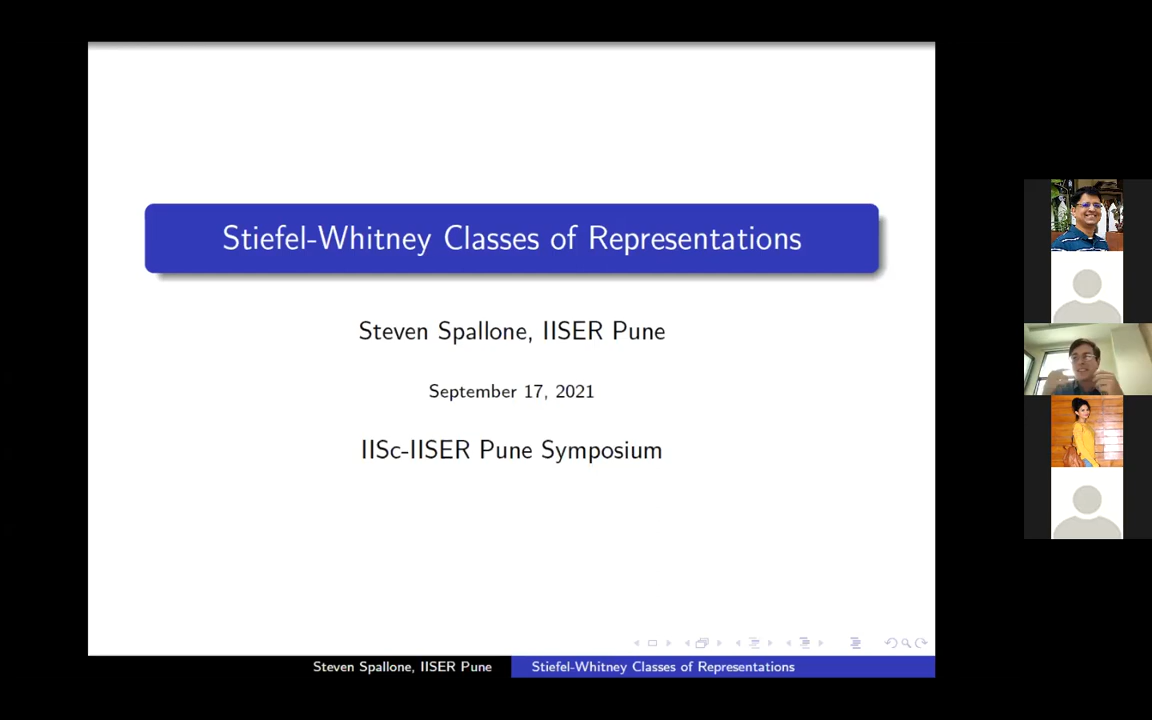 Stiefel-Whitney Classes of Representations
Steven Spallone, IISER Pune
September 17, 2021
IISc-IISER Pune Symposium
Steven Spallone, IISER Pune
Stiefel-Whitney Classes of Representations